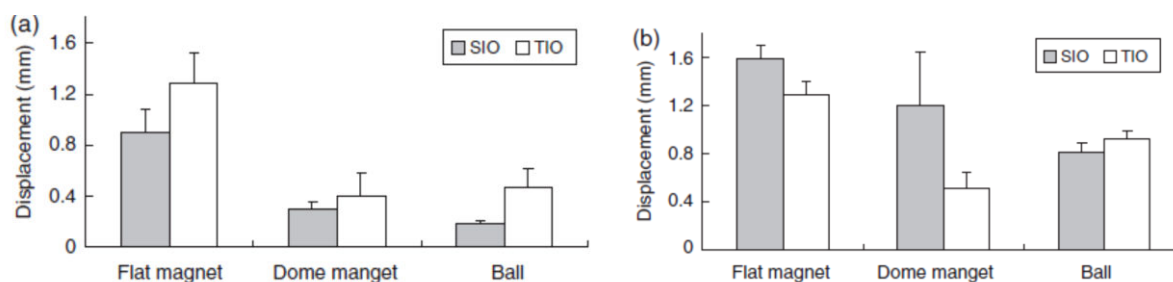 (a)
Displacement (mm)
1.6
1.2
0.8
0.4
0
SIO TIO
Flat magnet Dome manget Ball
(b)
Displacement (mm)
1.6
1.2
0.8
0.4
0
SIO TIO
Flat magnet Dome manget Ball